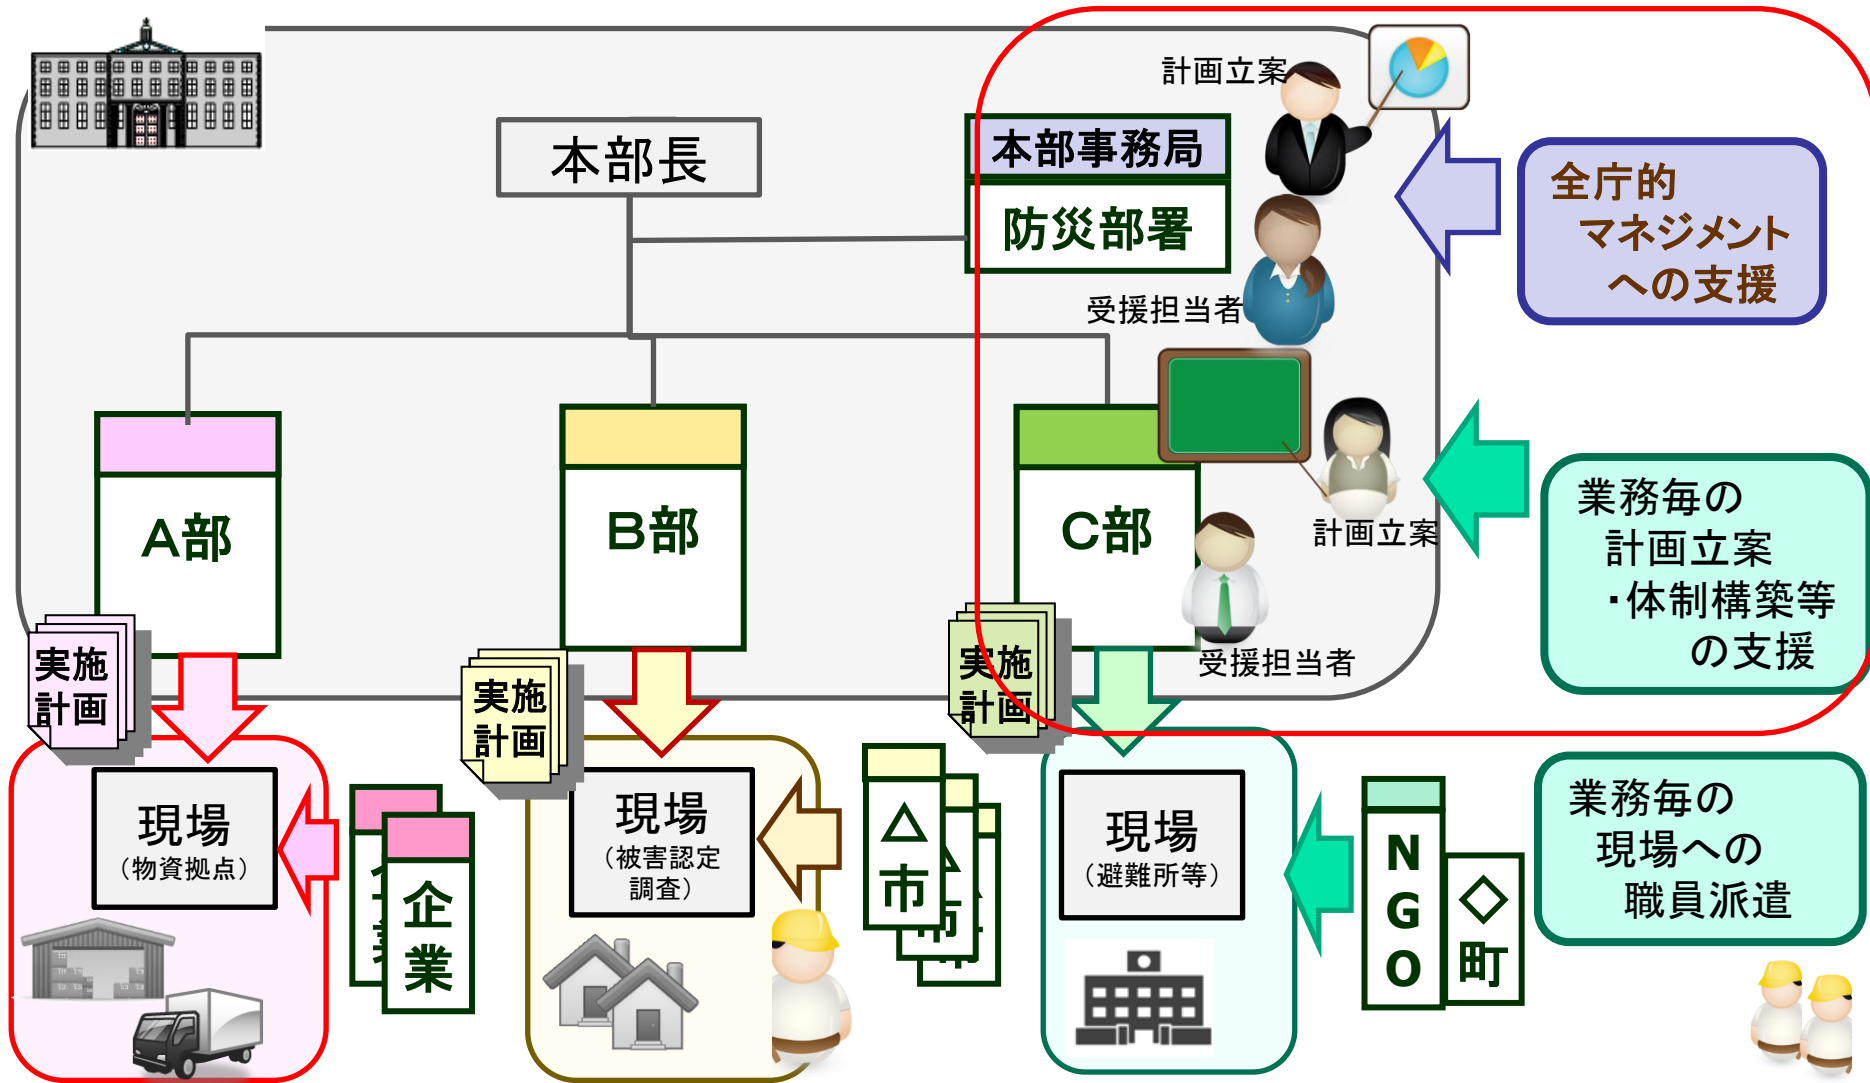 計画立案
本部長
本部事務局
防災部署
受援担当者
全庁的
マネジメント
への支援
A部
B部
C部
計画立案
受援担当者
業務毎の
計画立案
・体制構築等
の支援
実施
計画
実施
計画
実施
計画
現場
（物資拠点）
企
業
現場
（被害認定
調査）
△
市
現場
（避難所等）
N
G
O
◇
町
業務毎の
現場への
職員派遣